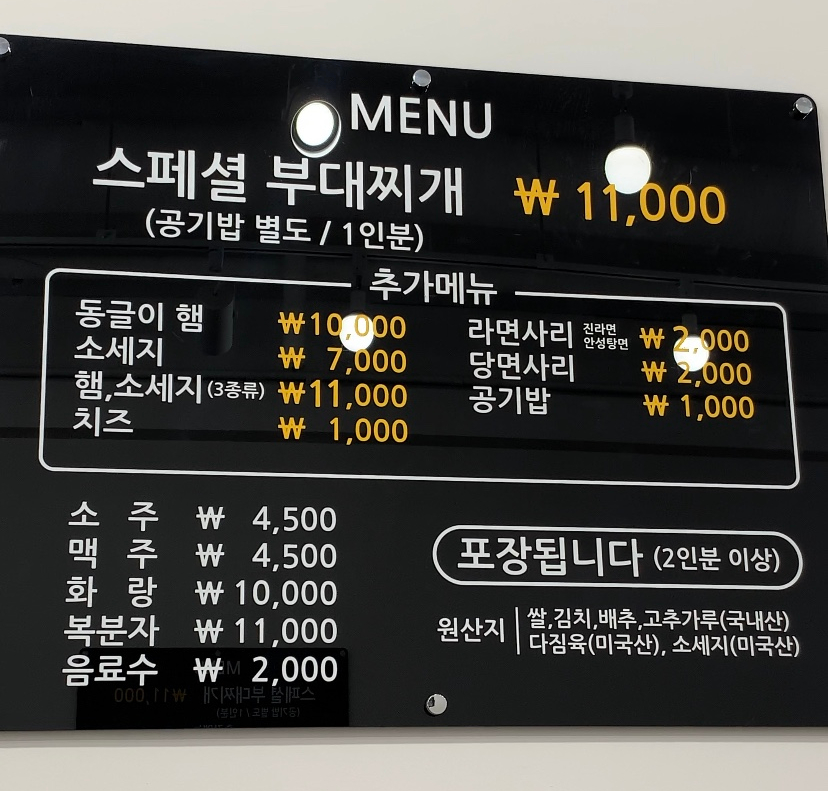 MENU
스페셜 부대찌개 ₩ 11,000
(공기밥 별도 / 1인분)
추가메뉴
동글이 햄 ₩10,000
소세지 ₩ 7,000
햄,소세지(3종류) ₩11,000
치즈 ₩ 1,000
라면사리 진라면 안성탕면 ₩ 2,000
당면사리 ₩ 2,000
공기밥 ₩ 1,000
소 주 ₩ 4,500
맥 주 ₩ 4,500
화 랑 ₩ 10,000
복분자 ₩ 11,000
음료수 ₩ 2,000
포장됩니다 (2인분 이상)
원산지 쌀,김치,배추,고추가루(국내산)
다짐육(미국산), 소세지(미국산)